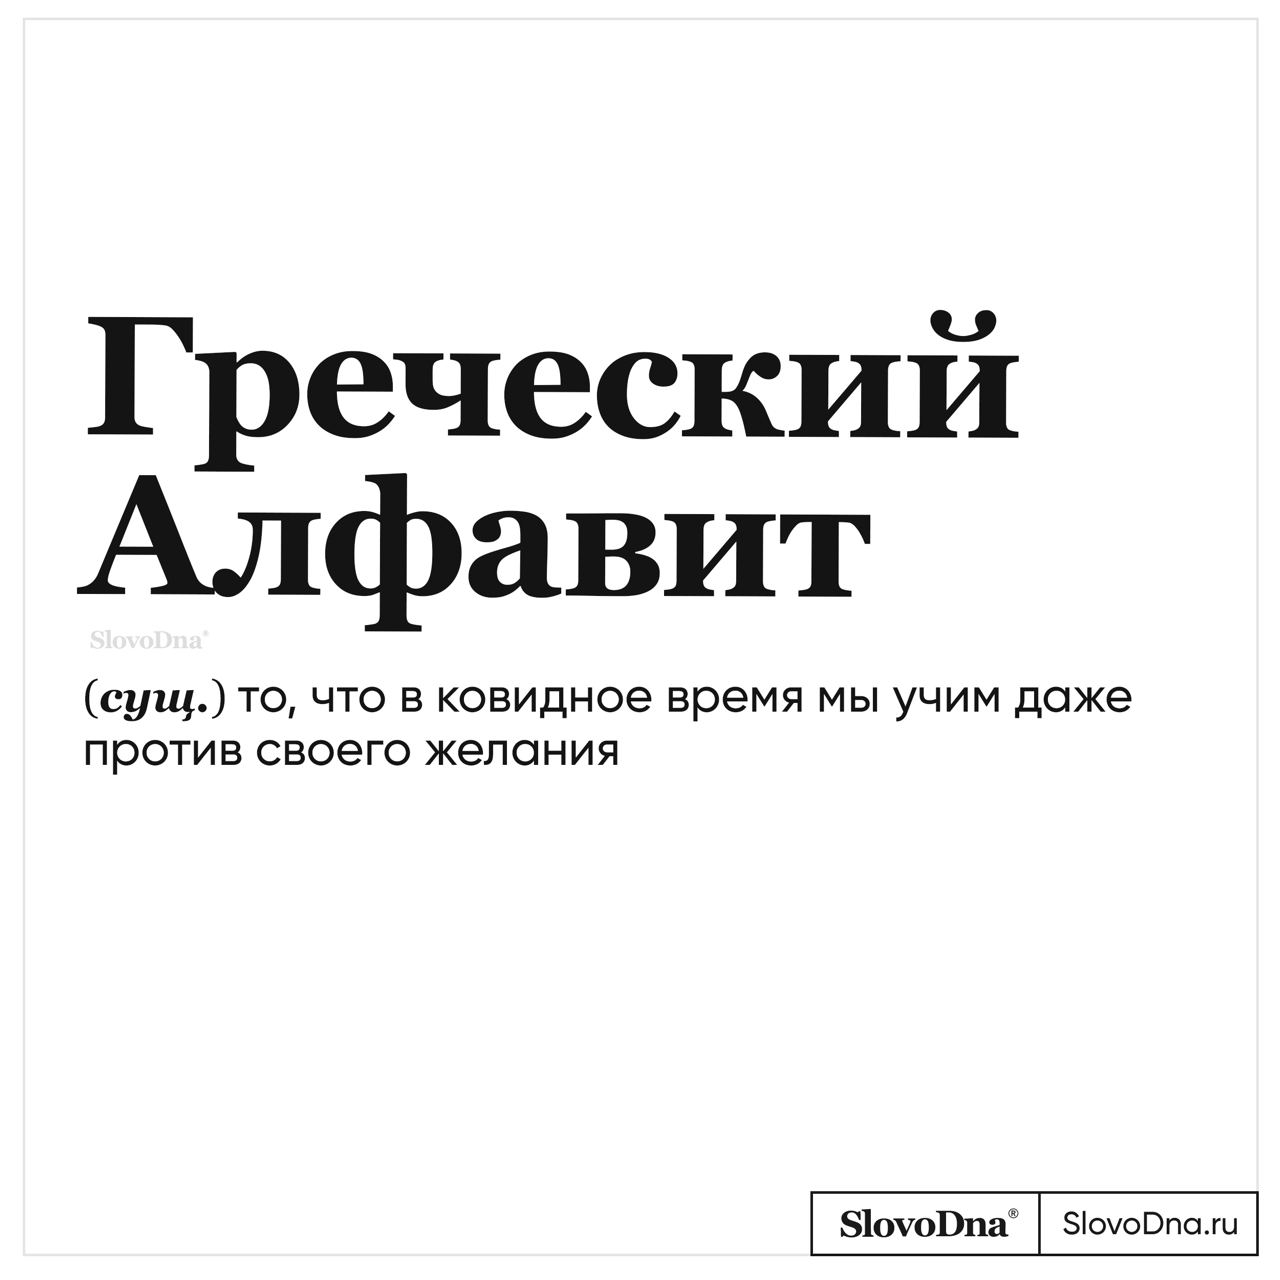 Греческий
Алфавит
SlovoDna®
(сущ.) то, что в ковидное время мы учим даже
против своего желания
SlovoDna® SlovoDna.ru